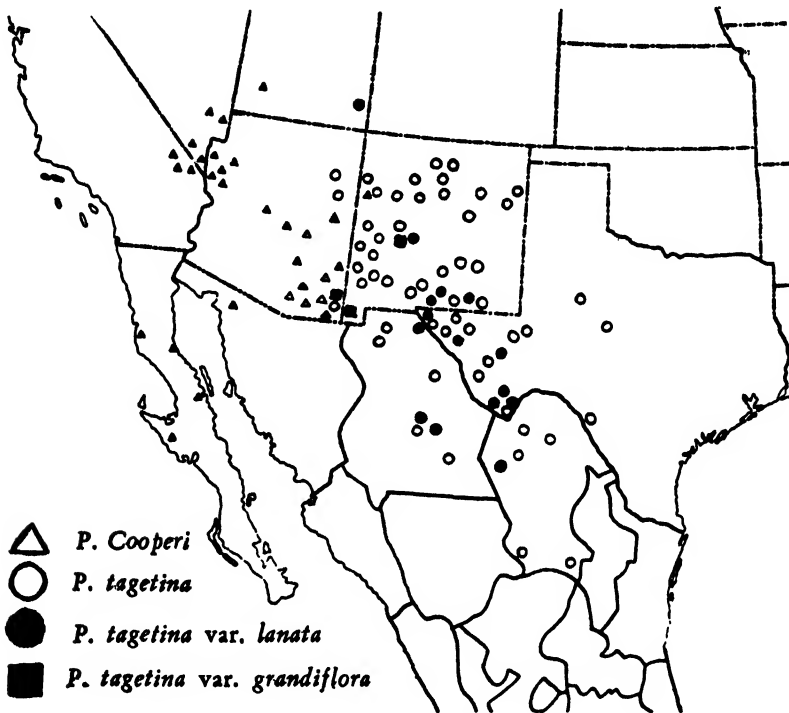 P. Cooperi
P. tagetina
P. tagetina var. lanata
P. tagetina var. grandiflora